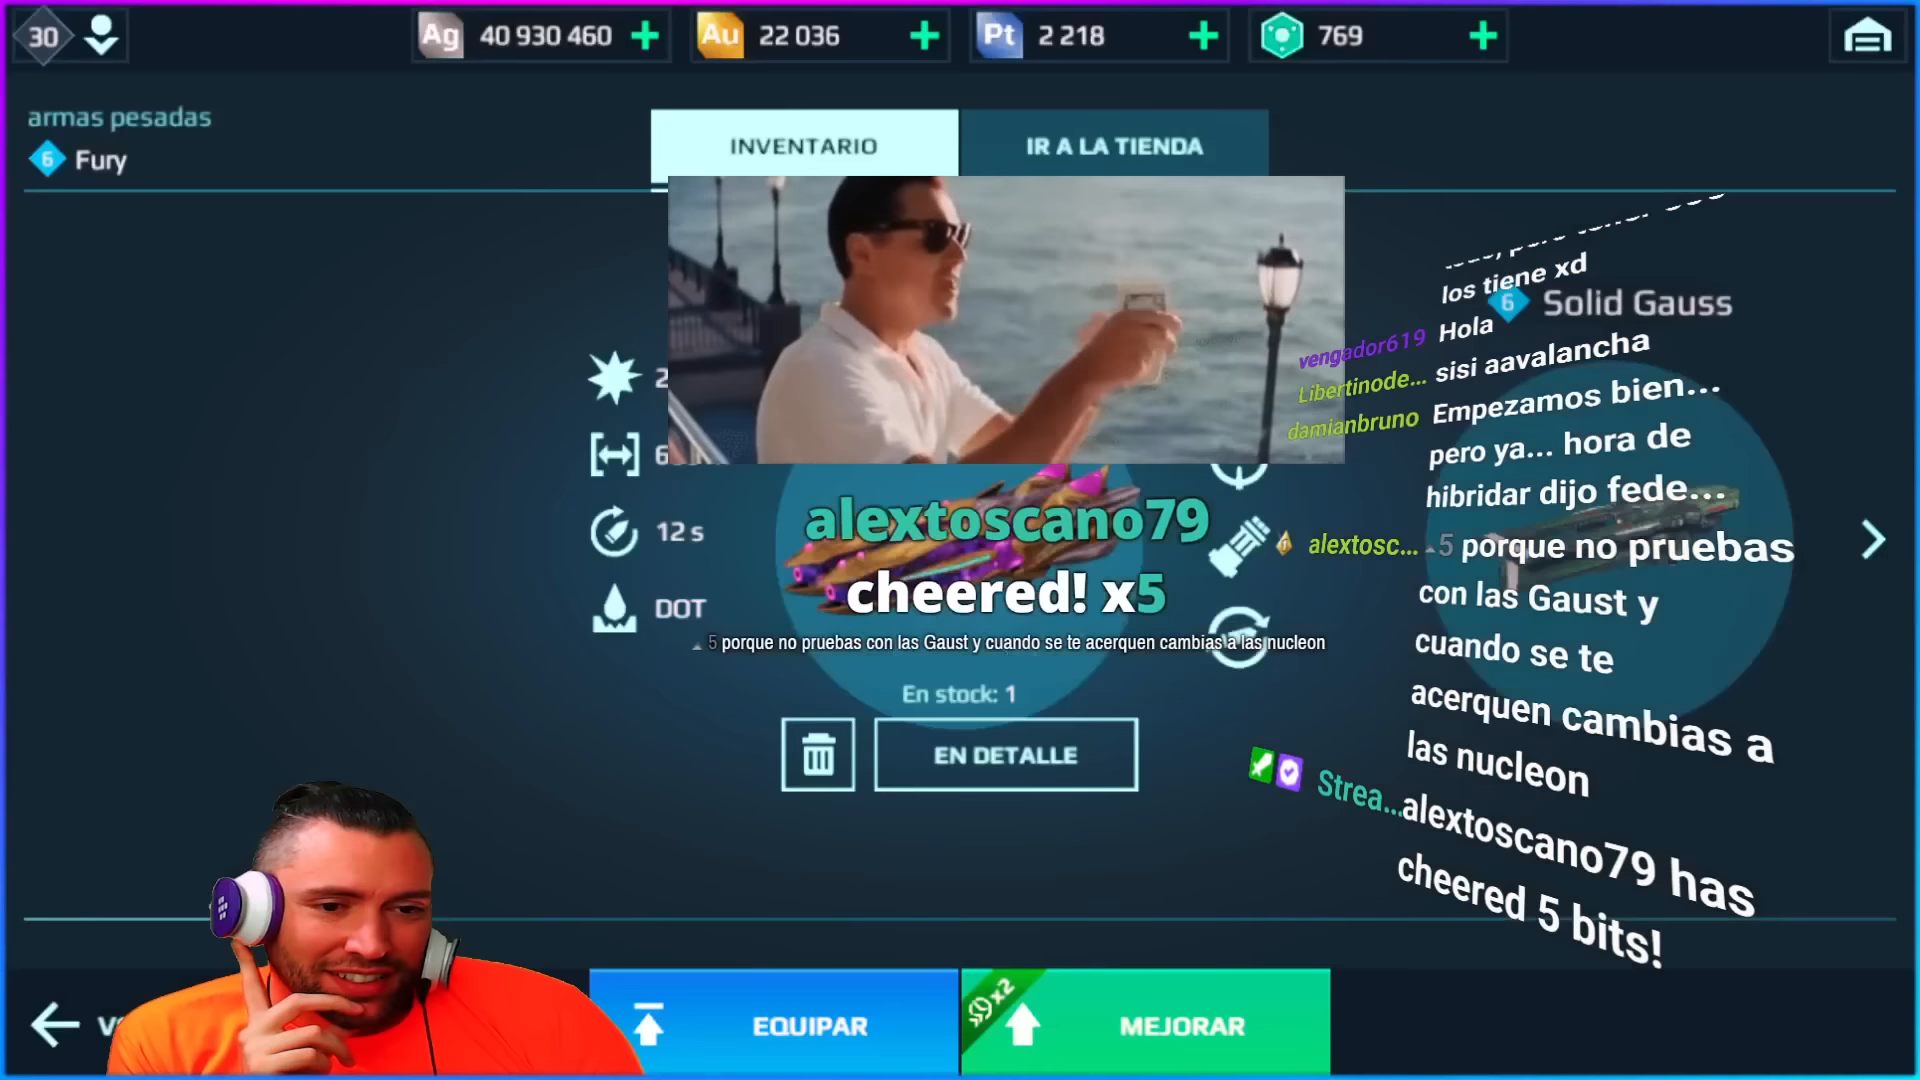 30
Ag 40 930 460
Au 22 036
Pt 2 218
769
armas pesadas
6 Fury
INVENTARIO
IR A LA TIENDA
los tiene xd
6 Solid Gauss
vengador619 Hola
Libertinode... sisi aavalancha
damianbruno Empezamos bien...
pero ya... hora de
hibridar dijo fede...
alextosc... 5 porque no pruebas
con las Gaust y
cuando se te
acerquen cambias a
las nucleon
Strea... alextoscano79 has
cheered 5 bits!
2
6
12 s
DOT
alextoscano79
cheered! x5
5 porque no pruebas con las Gaust y cuando se te acerquen cambias a las nucleon
En stock: 1
EN DETALLE
EQUIPAR
x2
MEJORAR